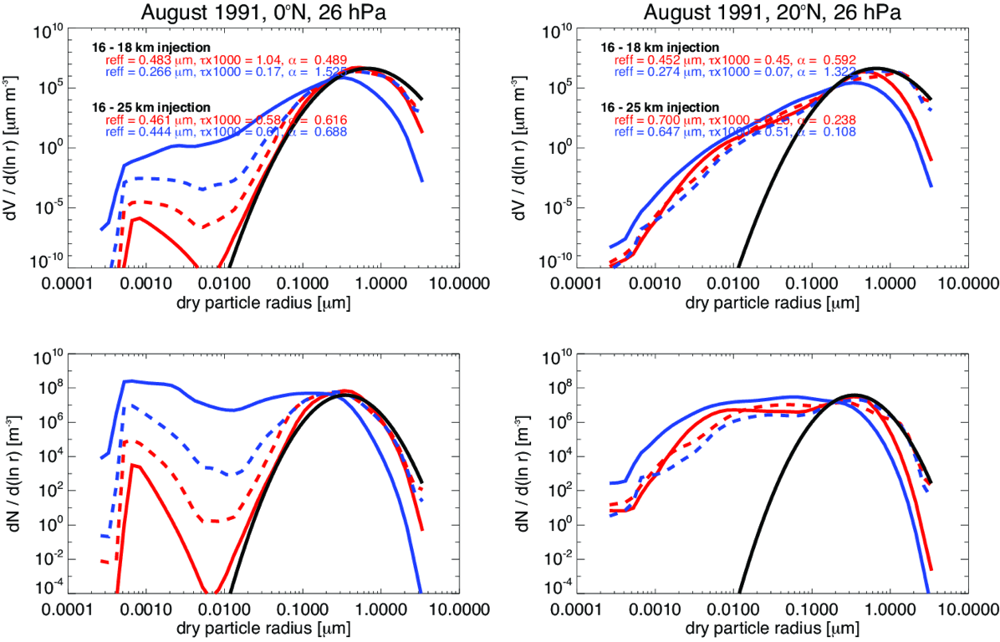 August 1991, 0°N, 26 hPa
10^10
10^5
10^0
10^-5
10^-10
dV / d(ln r) [μm m^-3]
16 - 18 km injection
reff = 0.483 μm, τx1000 = 1.04, α = 0.489
reff = 0.266 μm, τx1000 = 0.17, α = 1.525
16 - 25 km injection
reff = 0.461 μm, τx1000 = 0.58, α = 0.616
reff = 0.444 μm, τx1000 = 0.61, α = 0.688
0.0001 0.0010 0.0100 0.1000 1.0000 10.0000
dry particle radius [μm]
August 1991, 20°N, 26 hPa
10^10
10^5
10^0
10^-5
10^-10
dV / d(ln r) [μm m^-3]
16 - 18 km injection
reff = 0.452 μm, τx1000 = 0.45, α = 0.592
reff = 0.274 μm, τx1000 = 0.07, α = 1.322
16 - 25 km injection
reff = 0.700 μm, τx1000 = α = 0.238
reff = 0.647 μm, τx1000 = 0.51, α = 0.108
0.0001 0.0010 0.0100 0.1000 1.0000 10.0000
dry particle radius [μm]
10^10
10^8
10^6
10^4
10^2
10^0
10^-2
10^-4
dN / d(ln r) [m^-3]
0.0001 0.0010 0.0100 0.1000 1.0000 10.0000
dry particle radius [μm]
10^10
10^8
10^6
10^4
10^2
10^0
10^-2
10^-4
dN / d(ln r) [m^-3]
0.0001 0.0010 0.0100 0.1000 1.0000 10.0000
dry particle radius [μm]